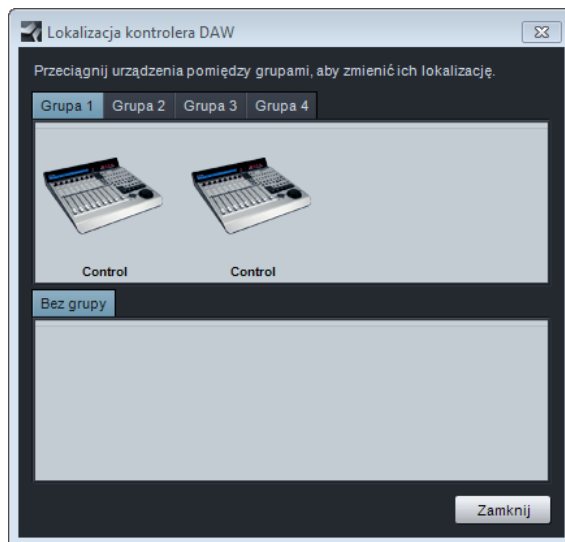 Lokalizacja kontrolera DAW
Przeciągnij urządzenia pomiędzy grupami, aby zmienić ich lokalizację.
Grupa 1 Grupa 2 Grupa 3 Grupa 4
Control Control
Bez grupy
Zamknij